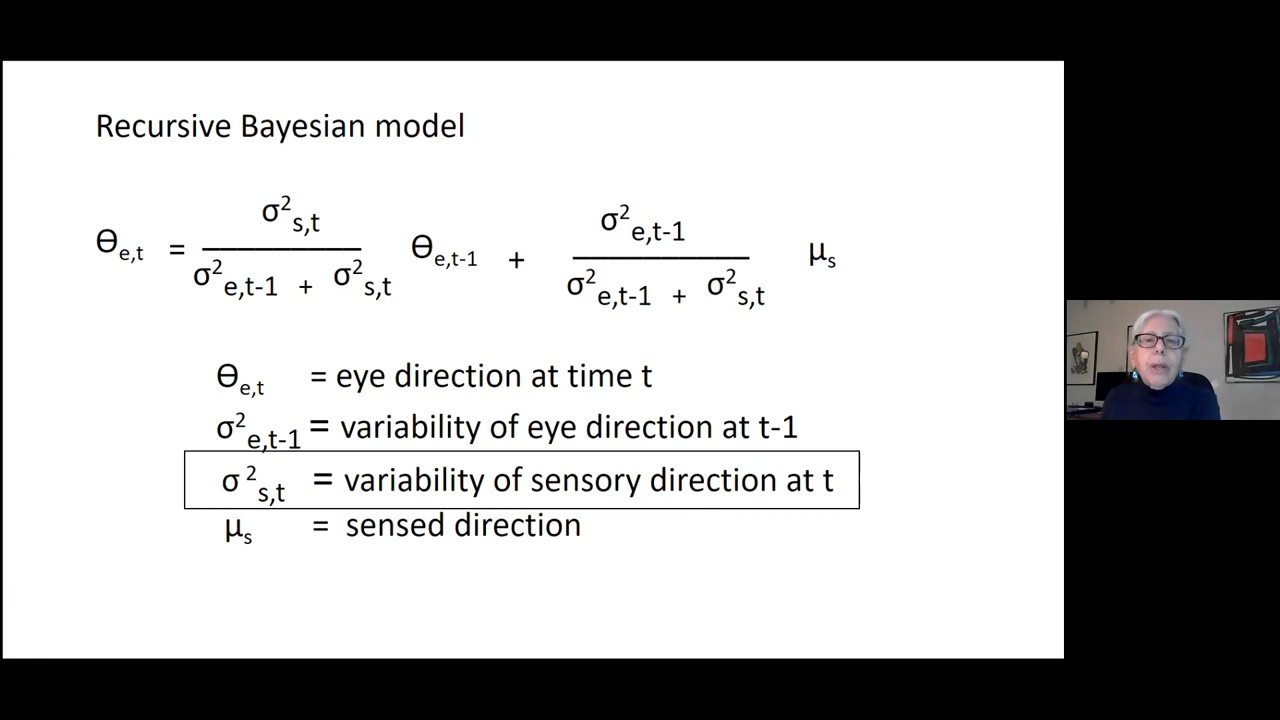 Recursive Bayesian model
ϴe,t = σ²s,t / σ²e,t-1 + σ²s,t ϴe,t-1 + σ²e,t-1 / σ²e,t-1 + σ²s,t μs
ϴe,t = eye direction at time t
σ²e,t-1 = variability of eye direction at t-1
σ²s,t = variability of sensory direction at t
μs = sensed direction